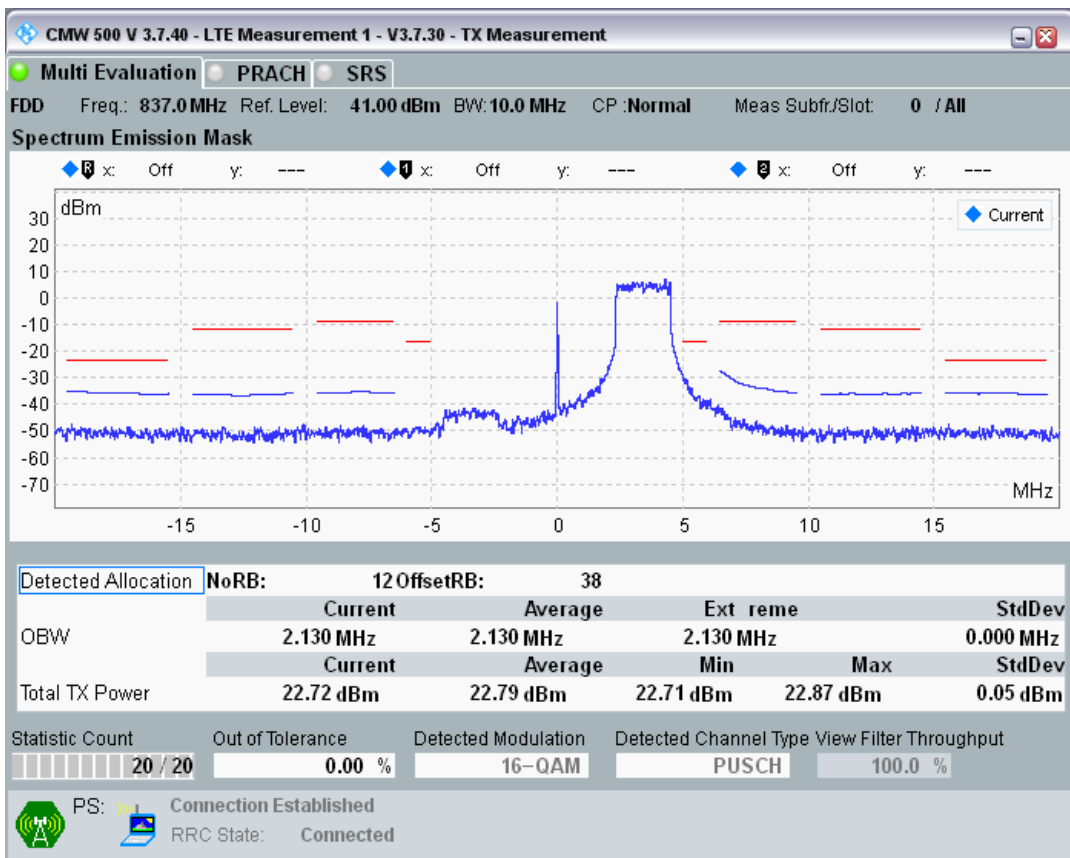 CMW 500 V 3.7.40 - LTE Measurement 1 - V3.7.30 - TX Measurement
Multi Evaluation PRACH SRS
FDD Freq.: 837.0 MHz Ref. Level: 41.00 dBm BW: 10.0 MHz CP :Normal Meas Subfr./Slot: 0 / All
Spectrum Emission Mask
R x: Off y: --- 1 x: Off y: --- 2 x: Off y: ---
dBm
Current
30
20
10
0
-10
-20
-30
-40
-50
-60
-70
MHz
-15 -10 -5 0 5 10 15
Detected Allocation NoRB: 12 OffsetRB: 38
Current Average Ext reme StdDev
OBW 2.130 MHz 2.130 MHz 2.130 MHz 0.000 MHz
Current Average Min Max StdDev
Total TX Power 22.72 dBm 22.79 dBm 22.71 dBm 22.87 dBm 0.05 dBm
Statistic Count Out of Tolerance Detected Modulation Detected Channel Type View Filter Throughput
20 / 20 0.00 % 16-QAM PUSCH 100.0 %
PS: Connection Established
RRC State: Connected